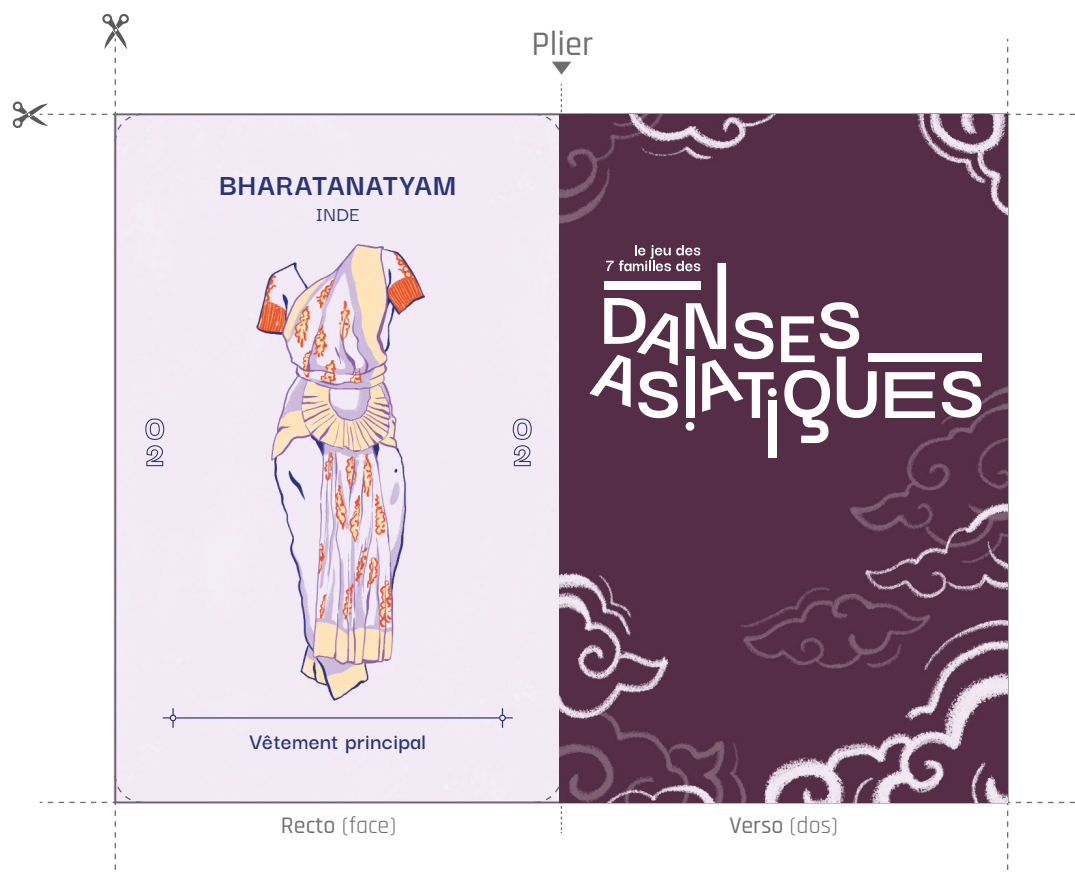 Plier
BHARATANATYAM
INDE
02
02
Vêtement principal
le jeu des
7 familles des
DANSES
ASIATIQUES
Recto (face)
Verso (dos)